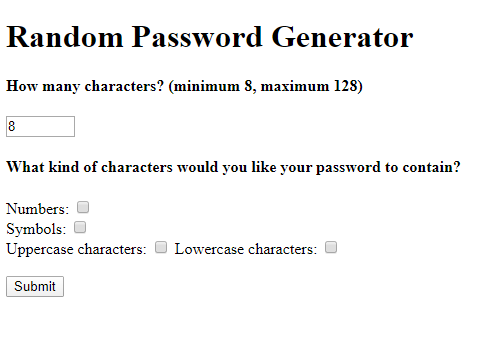 Random Password Generator
How many characters? (minimum 8, maximum 128)
8
What kind of characters would you like your password to contain?
Numbers:
Symbols:
Uppercase characters: Lowercase characters:
Submit